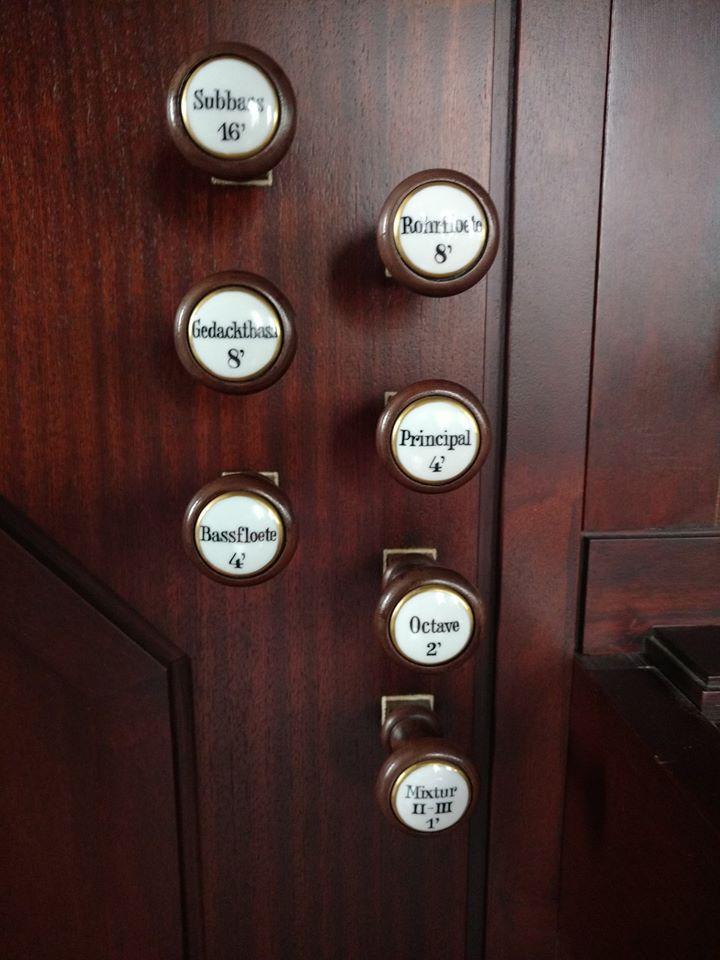 Subbass
16'
Gedacktbass
8'
Bassfloete
4'
Rohrfloete
8'
Principal
4'
Octave
2'
Mixtur
II-III
1'